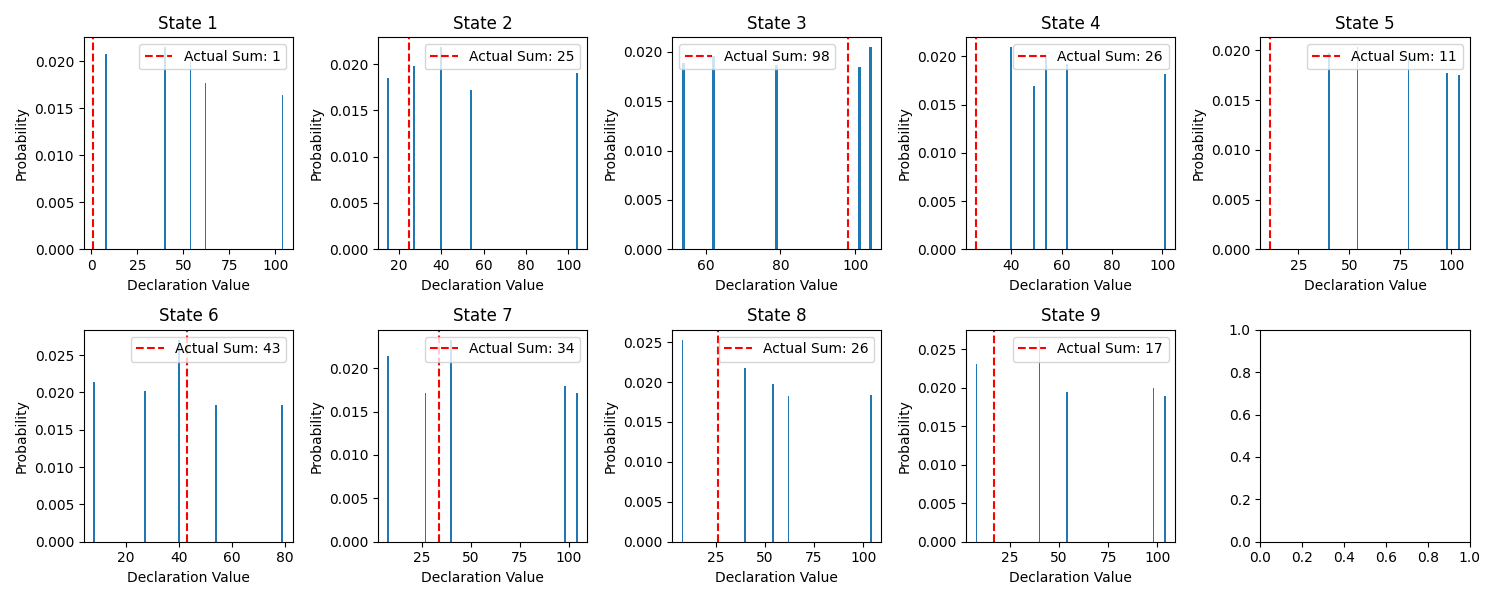 State 1
Actual Sum: 1
0.020
0.015
0.010
0.005
0.000
Probability
0 25 50 75 100
Declaration Value
State 2
Actual Sum: 25
0.020
0.015
0.010
0.005
0.000
Probability
20 40 60 80 100
Declaration Value
State 3
Actual Sum: 98
0.020
0.015
0.010
0.005
0.000
Probability
60 80 100
Declaration Value
State 4
Actual Sum: 26
0.020
0.015
0.010
0.005
0.000
Probability
40 60 80 100
Declaration Value
State 5
Actual Sum: 11
0.020
0.015
0.010
0.005
0.000
Probability
25 50 75 100
Declaration Value
State 6
Actual Sum: 43
0.025
0.020
0.015
0.010
0.005
0.000
Probability
20 40 60 80
Declaration Value
State 7
Actual Sum: 34
0.020
0.015
0.010
0.005
0.000
Probability
25 50 75 100
Declaration Value
State 8
Actual Sum: 26
0.025
0.020
0.015
0.010
0.005
0.000
Probability
25 50 75 100
Declaration Value
State 9
Actual Sum: 17
0.025
0.020
0.015
0.010
0.005
0.000
Probability
25 50 75 100
Declaration Value
1.0
0.8
0.6
0.4
0.2
0.0
0.0 0.2 0.4 0.6 0.8 1.0